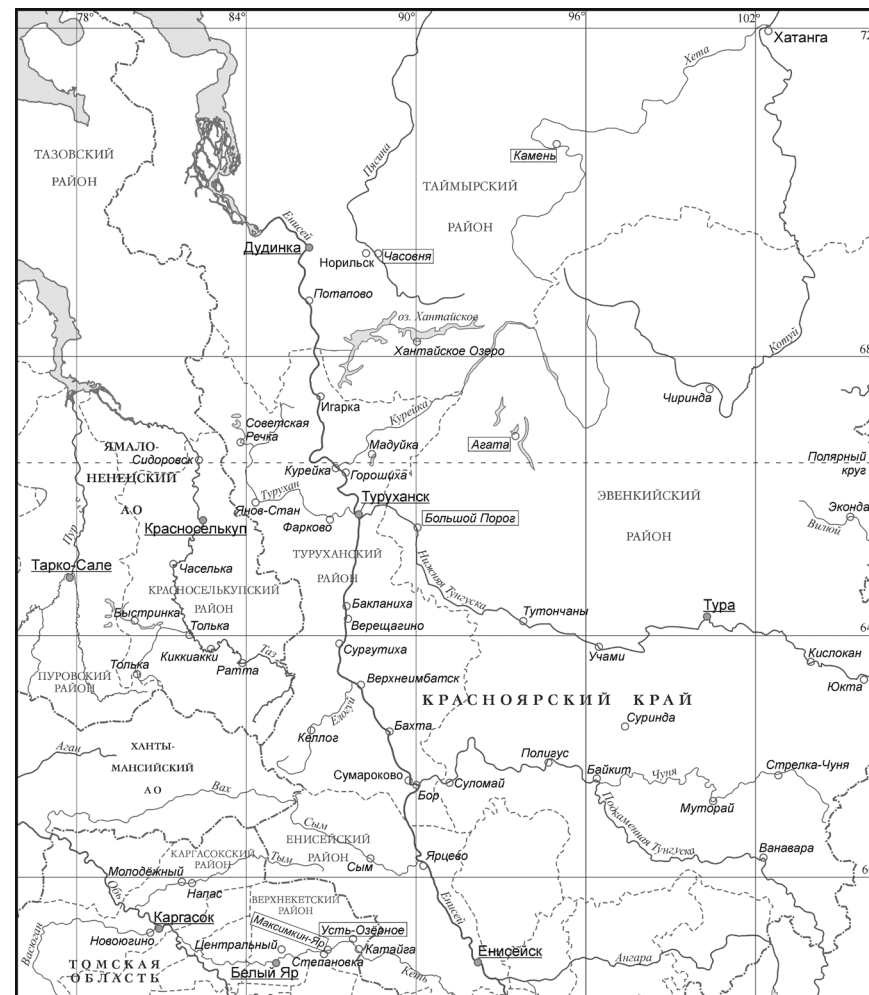 78°
84°
90°
96°
102°
72
Хатанга
Хета
Камень
Пясина
ТАЗОВСКИЙ
РАЙОН
ТАЙМЫРСКИЙ
РАЙОН
Енисей
Дудинка
Норильск
Часовня
Потапово
оз. Хантайское
Хантайское Озеро
Котуй
68
Чиринда
Игарка
Курейка
Советская
Речка
Мадуйка
Агата
ЯМАЛО-
НЕНЕЦКИЙ
АО
Сидоровск
Курейка
Горошиха
Полярный
круг
Турухан
Янов-Стан
Фарково
Туруханск
Большой Порог
ЭВЕНКИЙСКИЙ
РАЙОН
Эконда
Вилюй
Красноселькуп
Пур
Тарко-Сале
ТУРУХАНСКИЙ
РАЙОН
Нижняя Тунгуска
Часелька
КРАСНОСЕЛЬКУПСКИЙ
РАЙОН
Бакланиха
Верещагино
Тутончаны
Тура
Быстринка
Толька
64
Киккиакки
Таз
Ратта
Сургутиха
Учами
Кислокан
Юкта
Толька
ПУРОВСКИЙ
РАЙОН
Верхнеимбатск
КРАСНОЯРСКИЙ КРАЙ
Елогуй
Келлог
Бахта
Суринда
Аган
ХАНТЫ-
МАНСИЙСКИЙ
АО
Вах
Сумароково
Бор
Суломай
Полигус
Байкит
Чуня
Стрелка-Чуня
Муторай
Подкаменная Тунгуска
Ванавара
Сым
ЕНИСЕЙСКИЙ
РАЙОН
Сым
Ярцево
КАРГАСОКСКИЙ
РАЙОН
Тым
Молодёжный
Напас
6
Обь
ВЕРХНЕКЕТСКИЙ
РАЙОН
Каргасок
Новоюгино
Васюган
Максимкин-Яр
Усть-Озёрное
Центральный
Катайга
Степановка
Белый Яр
Кеть
Енисей
Енисейск
Ангара
ТОМСКАЯ
ОБЛАСТЬ